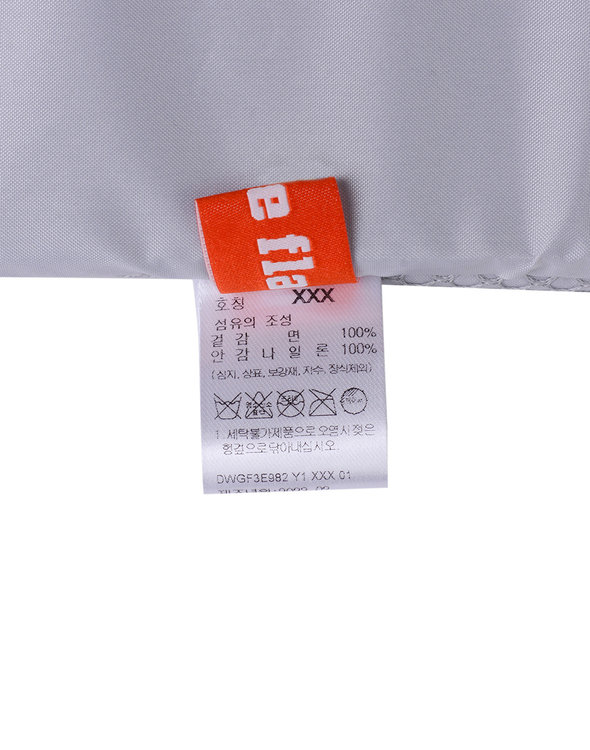 e fla
호칭 XXX
섬유의 조성
겉감 면 100%
안감 나일론 100%
(심지, 상표, 보강재, 자수, 장식제외)
1. 세탁불가제품으로 오염시 젖은
헝겊으로 닦아내십시오.
DWGF3E982 Y1 XXX 01